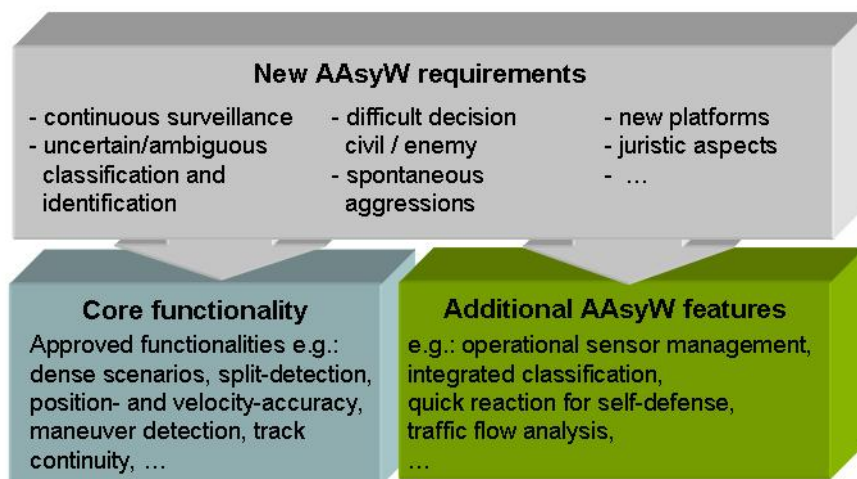 New AAsyW requirements
- continuous surveillance
- uncertain/ambiguous
classification and
identification
- difficult decision
civil / enemy
- spontaneous
aggressions
- new platforms
- juristic aspects
- …
Core functionality
Approved functionalities e.g.:
dense scenarios, split-detection,
position- and velocity-accuracy,
maneuver detection, track
continuity, …
Additional AAsyW features
e.g.: operational sensor management,
integrated classification,
quick reaction for self-defense,
traffic flow analysis,
…